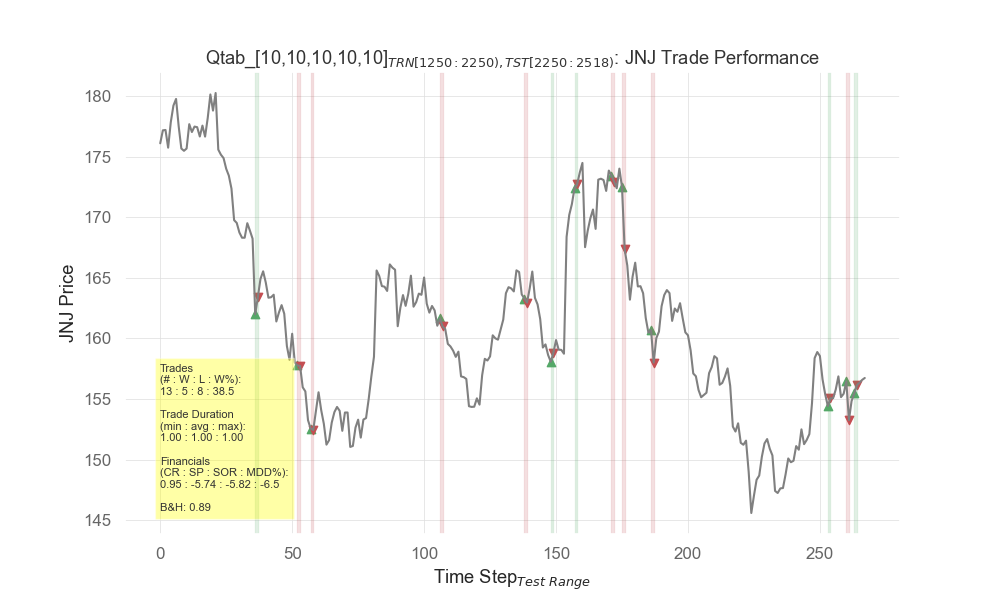 Qtab_[10,10,10,10,10]TRN[1250:2250),TST[2250:2518): JNJ Trade Performance
JNJ Price
180
175
170
165
160
155
150
145
Trades
(# : W : L : W%):
13 : 5 : 8 : 38.5
Trade Duration
(min : avg : max):
1.00 : 1.00 : 1.00
Financials
(CR : SP : SOR : MDD%):
0.95 : -5.74 : -5.82 : -6.5
B&H: 0.89
0 50 100 150 200 250
Time StepTest Range